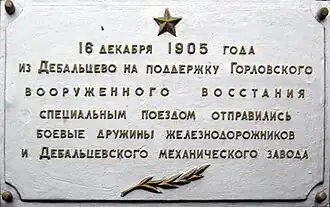 16 декабря 1905 года
из Дебальцево на поддержку Горловского
вооруженного восстания
специальным поездом отправились
боевые дружины железнодорожников
и Дебальцевского механического завода